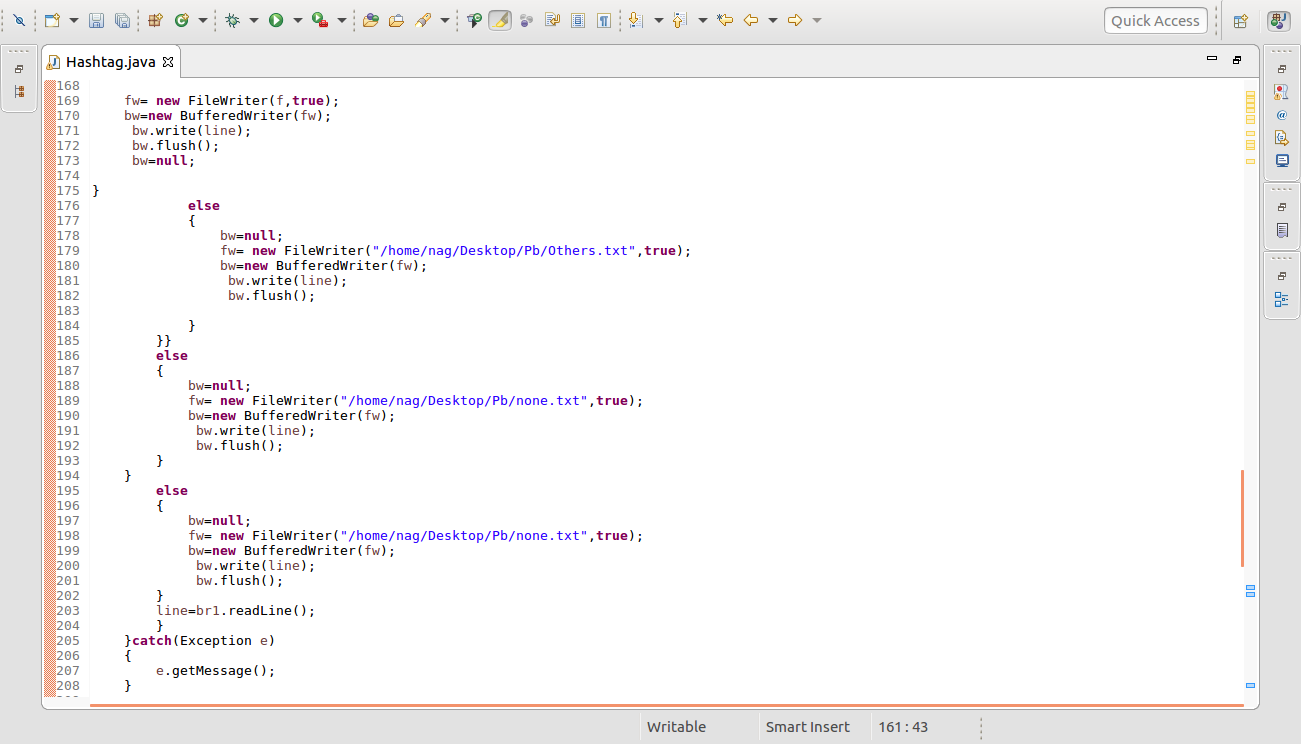 Quick Access
Hashtag.java
168
169 fw= new FileWriter(f,true);
170 bw=new BufferedWriter(fw);
171 bw.write(line);
172 bw.flush();
173 bw=null;
174
175 }
176 else
177 {
178 bw=null;
179 fw= new FileWriter("/home/nag/Desktop/Pb/Others.txt",true);
180 bw=new BufferedWriter(fw);
181 bw.write(line);
182 bw.flush();
183
184 }
185 }}
186 else
187 {
188 bw=null;
189 fw= new FileWriter("/home/nag/Desktop/Pb/none.txt",true);
190 bw=new BufferedWriter(fw);
191 bw.write(line);
192 bw.flush();
193 }
194 }
195 else
196 {
197 bw=null;
198 fw= new FileWriter("/home/nag/Desktop/Pb/none.txt",true);
199 bw=new BufferedWriter(fw);
200 bw.write(line);
201 bw.flush();
202 }
203 line=br1.readLine();
204 }
205 }catch(Exception e)
206 {
207 e.getMessage();
208 }
Writable Smart Insert 161 : 43